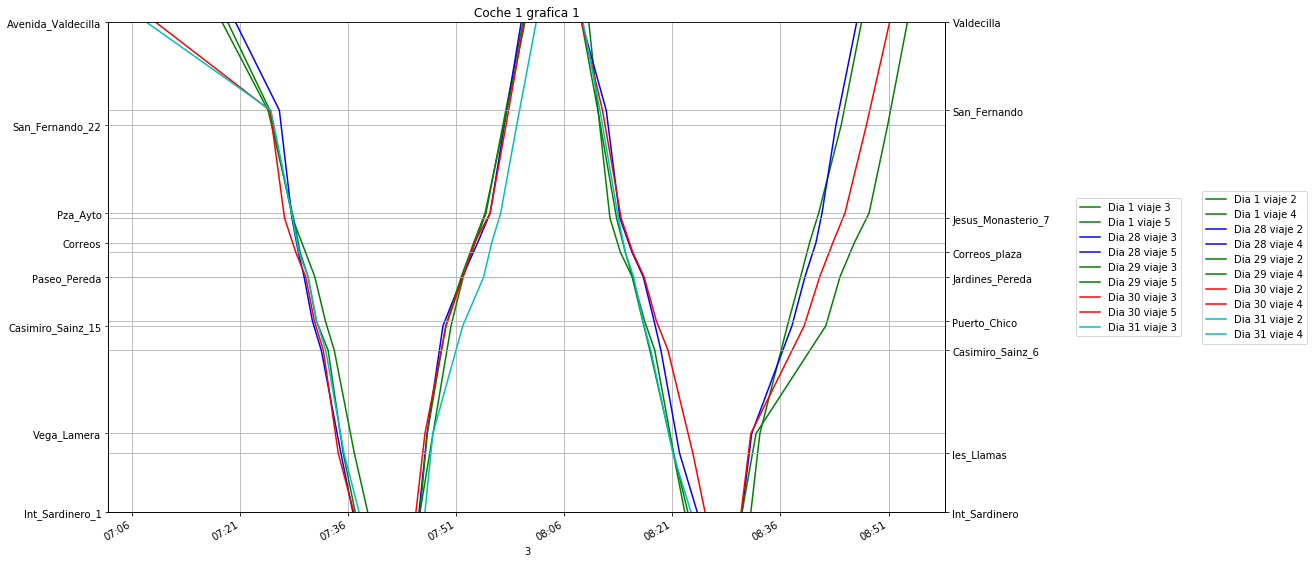 Coche 1 grafica 1
Avenida_Valdecilla
San_Fernando_22
Pza_Ayto
Correos
Paseo_Pereda
Casimiro_Sainz_15
Vega_Lamera
Int_Sardinero_1
Valdecilla
San_Fernando
Jesus_Monasterio_7
Correos_plaza
Jardines_Pereda
Puerto_Chico
Casimiro_Sainz_6
Ies_Llamas
Int_Sardinero
07:06
07:21
07:36
07:51
08:06
08:21
08:36
08:51
3
Dia 1 viaje 3
Dia 1 viaje 5
Dia 28 viaje 3
Dia 28 viaje 5
Dia 29 viaje 3
Dia 29 viaje 5
Dia 30 viaje 3
Dia 30 viaje 5
Dia 31 viaje 3
Dia 1 viaje 2
Dia 1 viaje 4
Dia 28 viaje 2
Dia 28 viaje 4
Dia 29 viaje 2
Dia 29 viaje 4
Dia 30 viaje 2
Dia 30 viaje 4
Dia 31 viaje 2
Dia 31 viaje 4